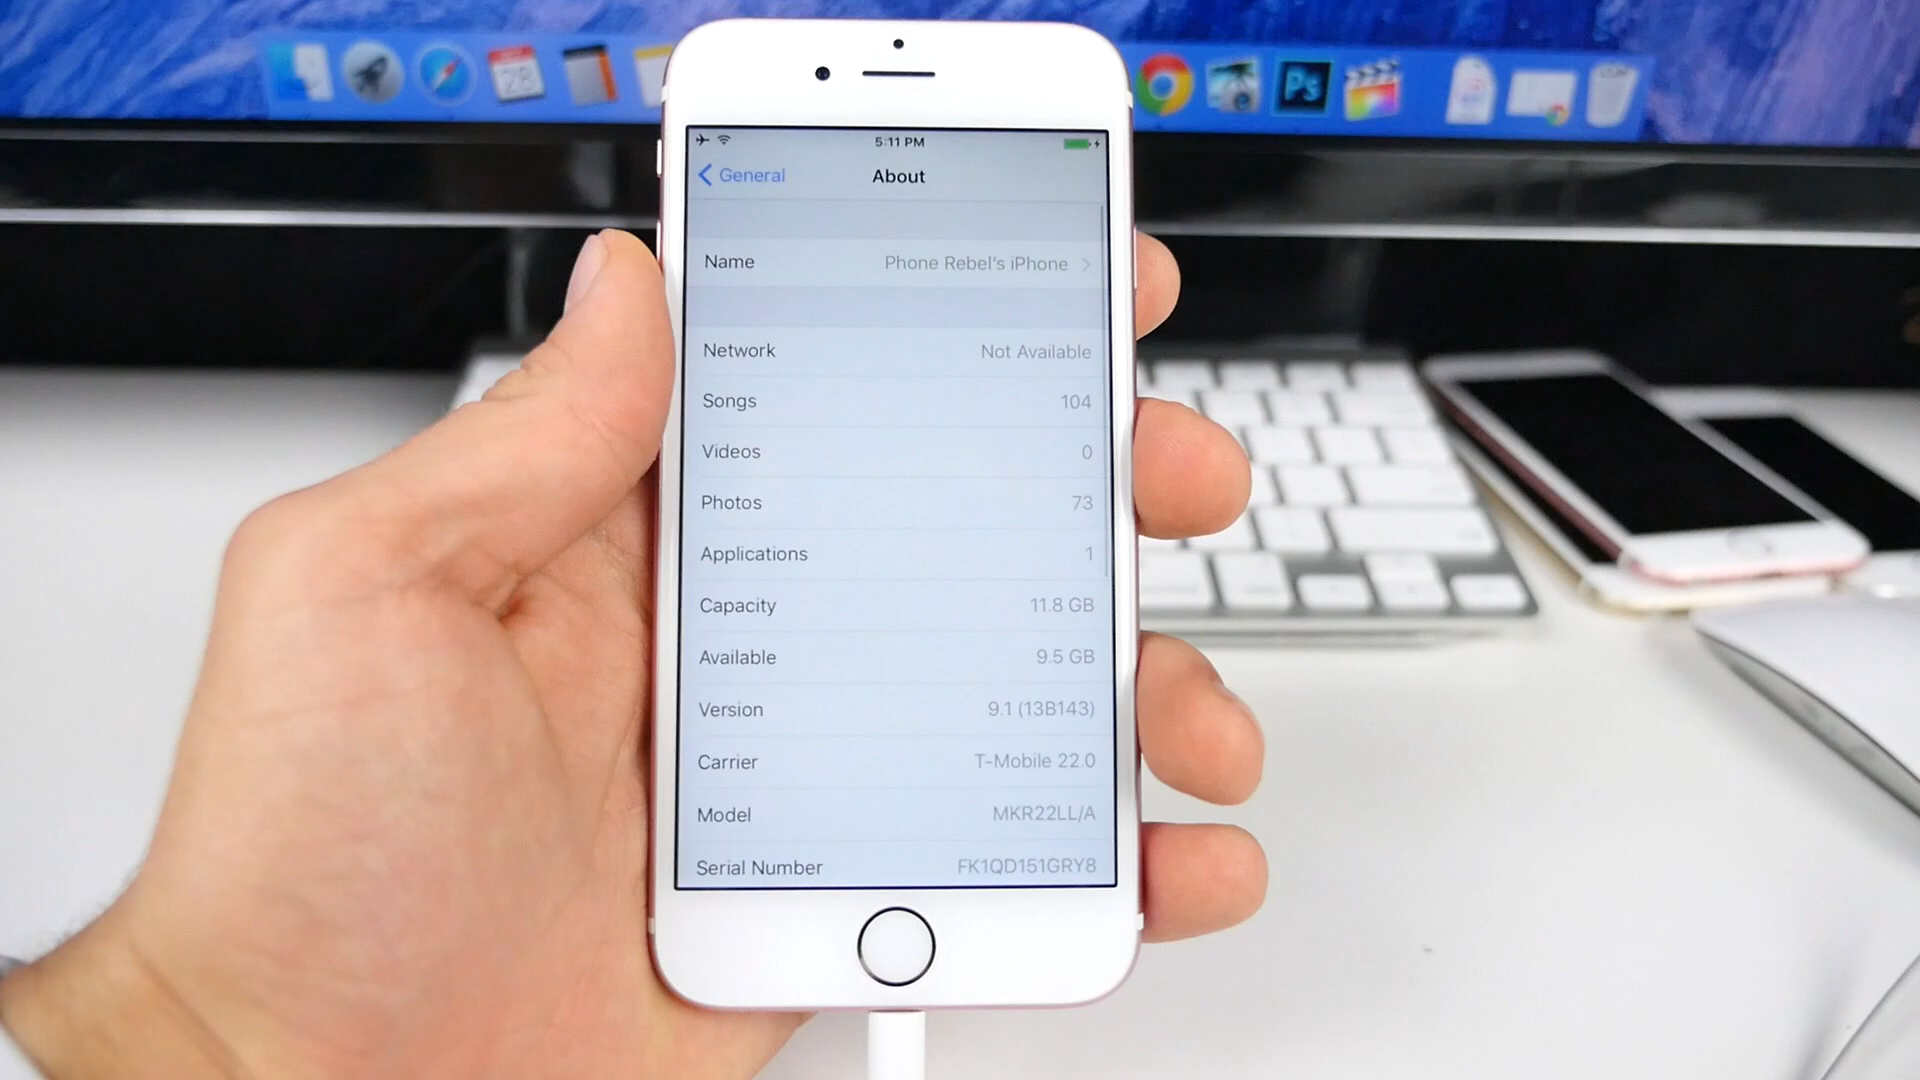 28
Ps
5:11 PM
General
About
Name Phone Rebel's iPhone
Network Not Available
Songs 104
Videos 0
Photos 73
Applications 1
Capacity 11.8 GB
Available 9.5 GB
Version 9.1 (13B143)
Carrier T-Mobile 22.0
Model MKR22LL/A
Serial Number FK1QD151GRY8